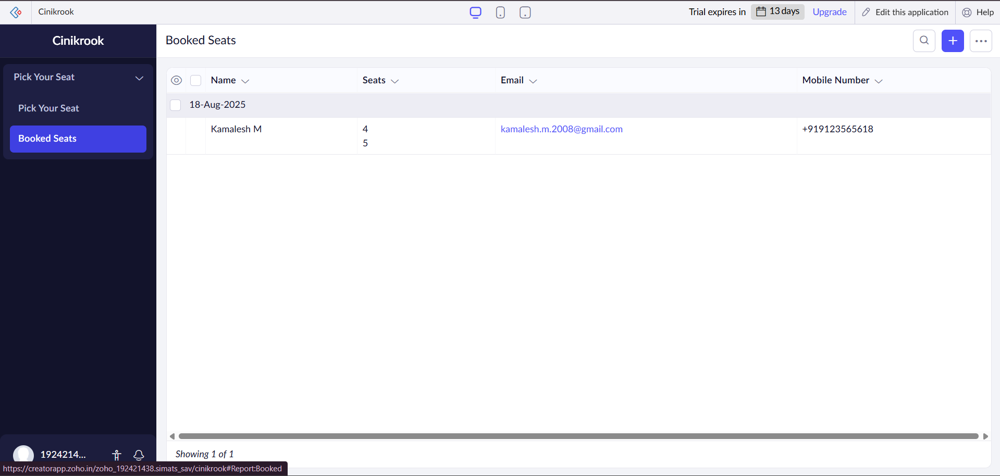 Cinikrook
Trial expires in 13 days Upgrade Edit this application Help
Cinikrook
Booked Seats
Pick Your Seat
Pick Your Seat
Booked Seats
Name Seats Email Mobile Number
18-Aug-2025
Kamalesh M 4 kamalesh.m.2008@gmail.com +919123565618
5
Showing 1 of 1
1924214...
https://creatorapp.zoho.in/zoho_192421438.simats_sav/cinikrook#Report:Booked